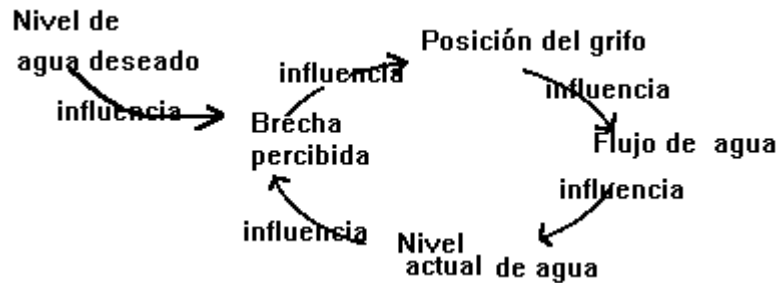 Nivel de
agua deseado
influencia
Brecha
percibida
influencia
Posición del grifo
influencia
Flujo de agua
influencia
Nivel
actual de agua
influencia